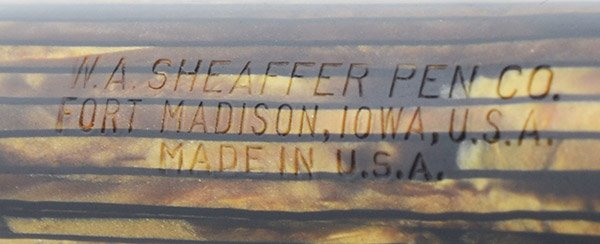 W.A. SHEAFFER PEN CO.
FORT MADISON, IOWA, U.S.A.
MADE IN U.S.A.